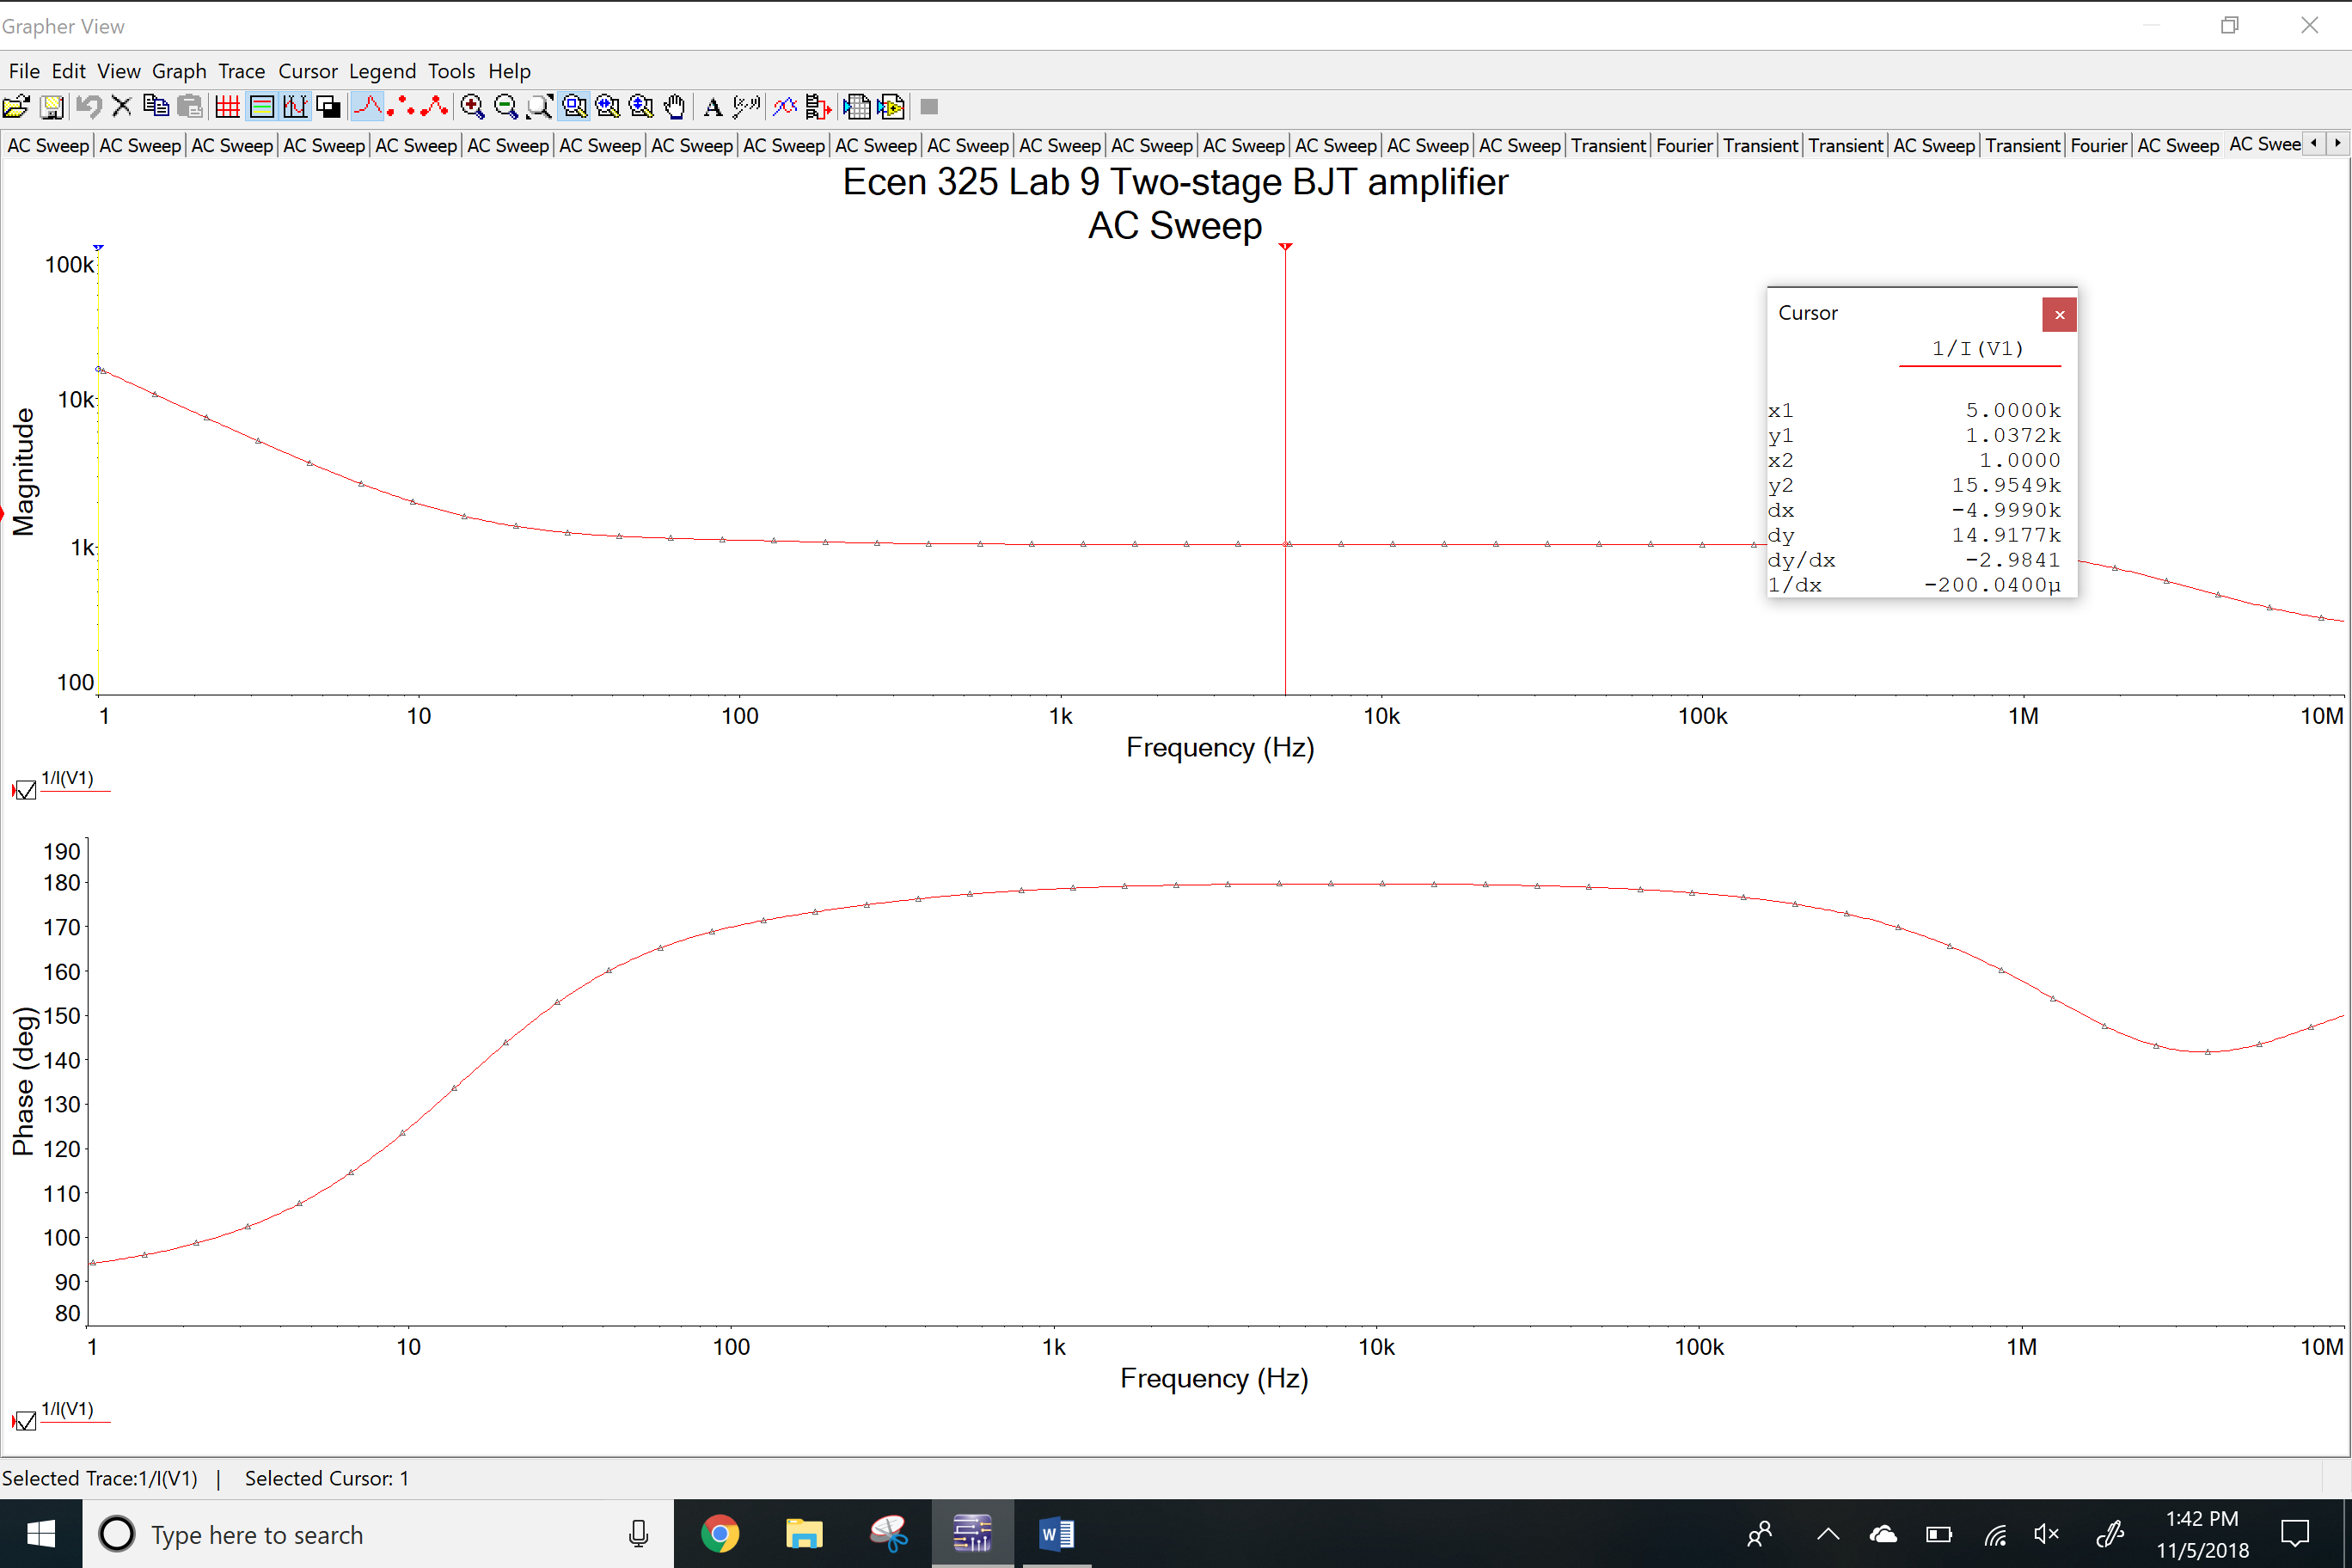 Grapher View
File Edit View Graph Trace Cursor Legend Tools Help
A (x,y)
AC Sweep AC Sweep AC Sweep AC Sweep AC Sweep AC Sweep AC Sweep AC Sweep AC Sweep AC Sweep AC Sweep AC Sweep AC Sweep AC Sweep AC Sweep AC Sweep AC Sweep Transient Fourier Transient Transient AC Sweep Transient Fourier AC Sweep AC Swee
Ecen 325 Lab 9 Two-stage BJT amplifier
AC Sweep
100k
10k
1k
100
Magnitude
1 10 100 1k 10k 100k 1M 10M
Frequency (Hz)
Cursor x
1/I(V1)
x1 5.0000k
y1 1.0372k
x2 1.0000
y2 15.9549k
dx -4.9990k
dy 14.9177k
dy/dx -2.9841
1/dx -200.0400µ
1/I(V1)
190
180
170
160
150
140
130
120
110
100
90
80
Phase (deg)
1 10 100 1k 10k 100k 1M 10M
Frequency (Hz)
1/I(V1)
Selected Trace:1/I(V1) | Selected Cursor: 1
Type here to search
W
1:42 PM
11/5/2018